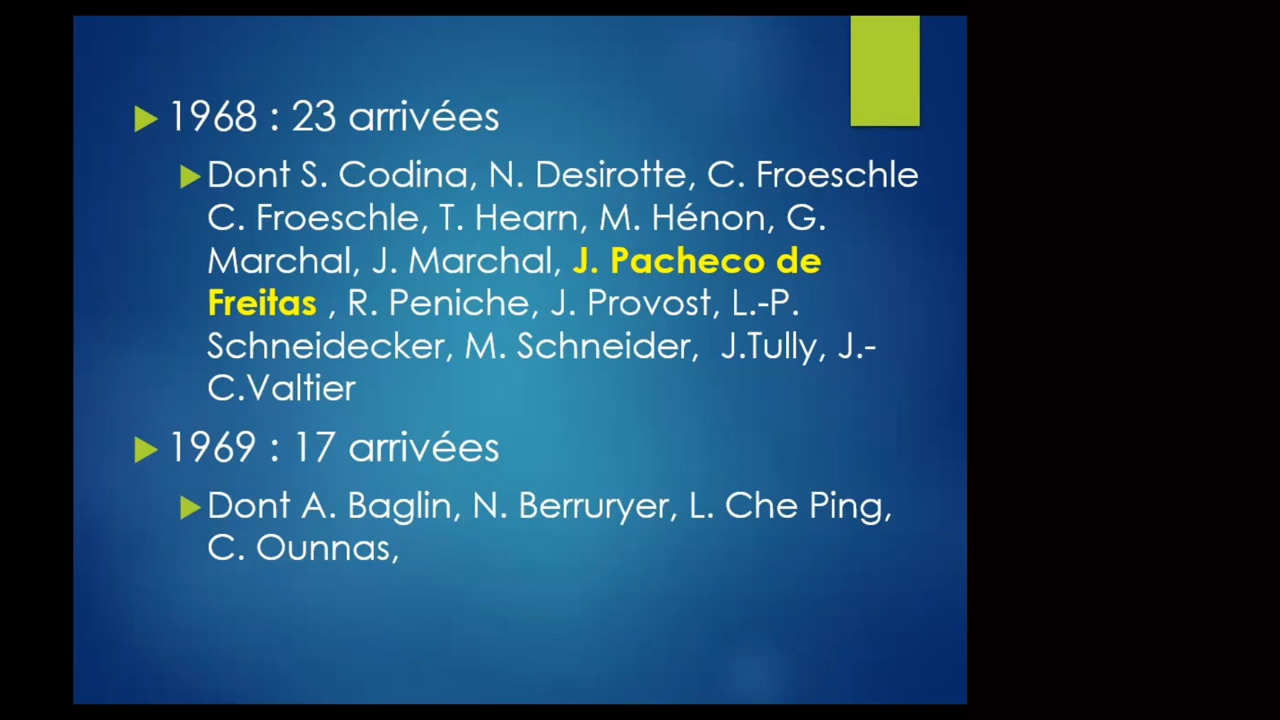 1968 : 23 arrivées
Dont S. Codina, N. Desirotte, C. Froeschle
C. Froeschle, T. Hearn, M. Hénon, G.
Marchal, J. Marchal, J. Pacheco de
Freitas , R. Peniche, J. Provost, L.-P.
Schneidecker, M. Schneider, J.Tully, J.-
C.Valtier
1969 : 17 arrivées
Dont A. Baglin, N. Berruryer, L. Che Ping,
C. Ounnas,